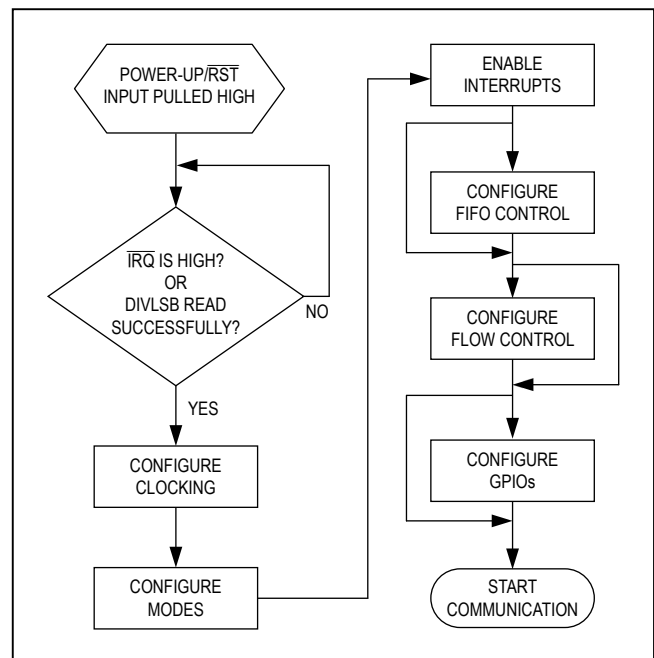 POWER-UP/RST
INPUT PULLED HIGH
IRQ IS HIGH?
OR
DIVLSB READ
SUCCESSFULLY?
NO
YES
CONFIGURE
CLOCKING
CONFIGURE
MODES
ENABLE
INTERRUPTS
CONFIGURE
FIFO CONTROL
CONFIGURE
FLOW CONTROL
CONFIGURE
GPIOs
START
COMMUNICATION